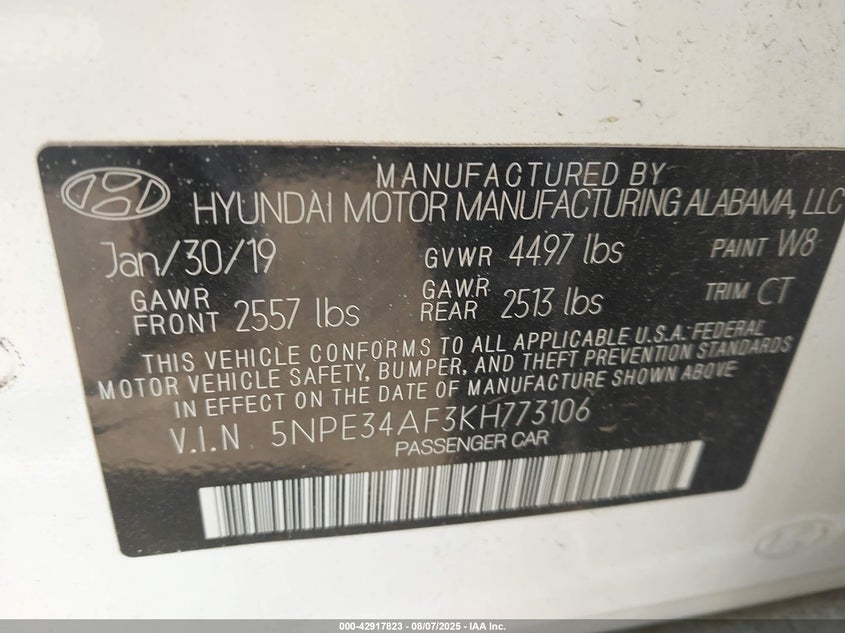 MANUFACTURED BY
HYUNDAI MOTOR MANUFACTURING ALABAMA, LLC
Jan/30/19 GVWR 4497 lbs PAINT W8
GAWR FRONT 2557 lbs GAWR REAR 2513 lbs TRIM CT
THIS VEHICLE CONFORMS TO ALL APPLICABLE U.S.A. FEDERAL
MOTOR VEHICLE SAFETY, BUMPER, AND THEFT PREVENTION STANDARDS
IN EFFECT ON THE DATE OF MANUFACTURE SHOWN ABOVE
V.I.N 5NPE34AF3KH773106
PASSENGER CAR
000-42917823 | 08/07/2025 - IAA Inc.